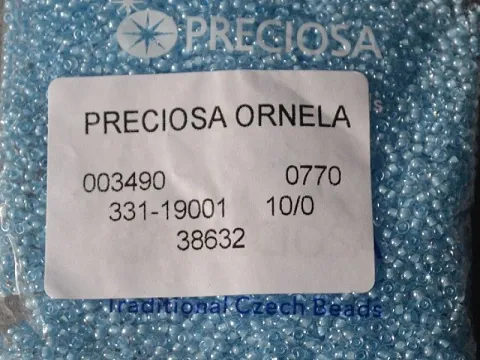 PRECIOSA
PRECIOSA ORNELA
003490 0770
331-19001 10/0
38632
Traditional Czech Beads